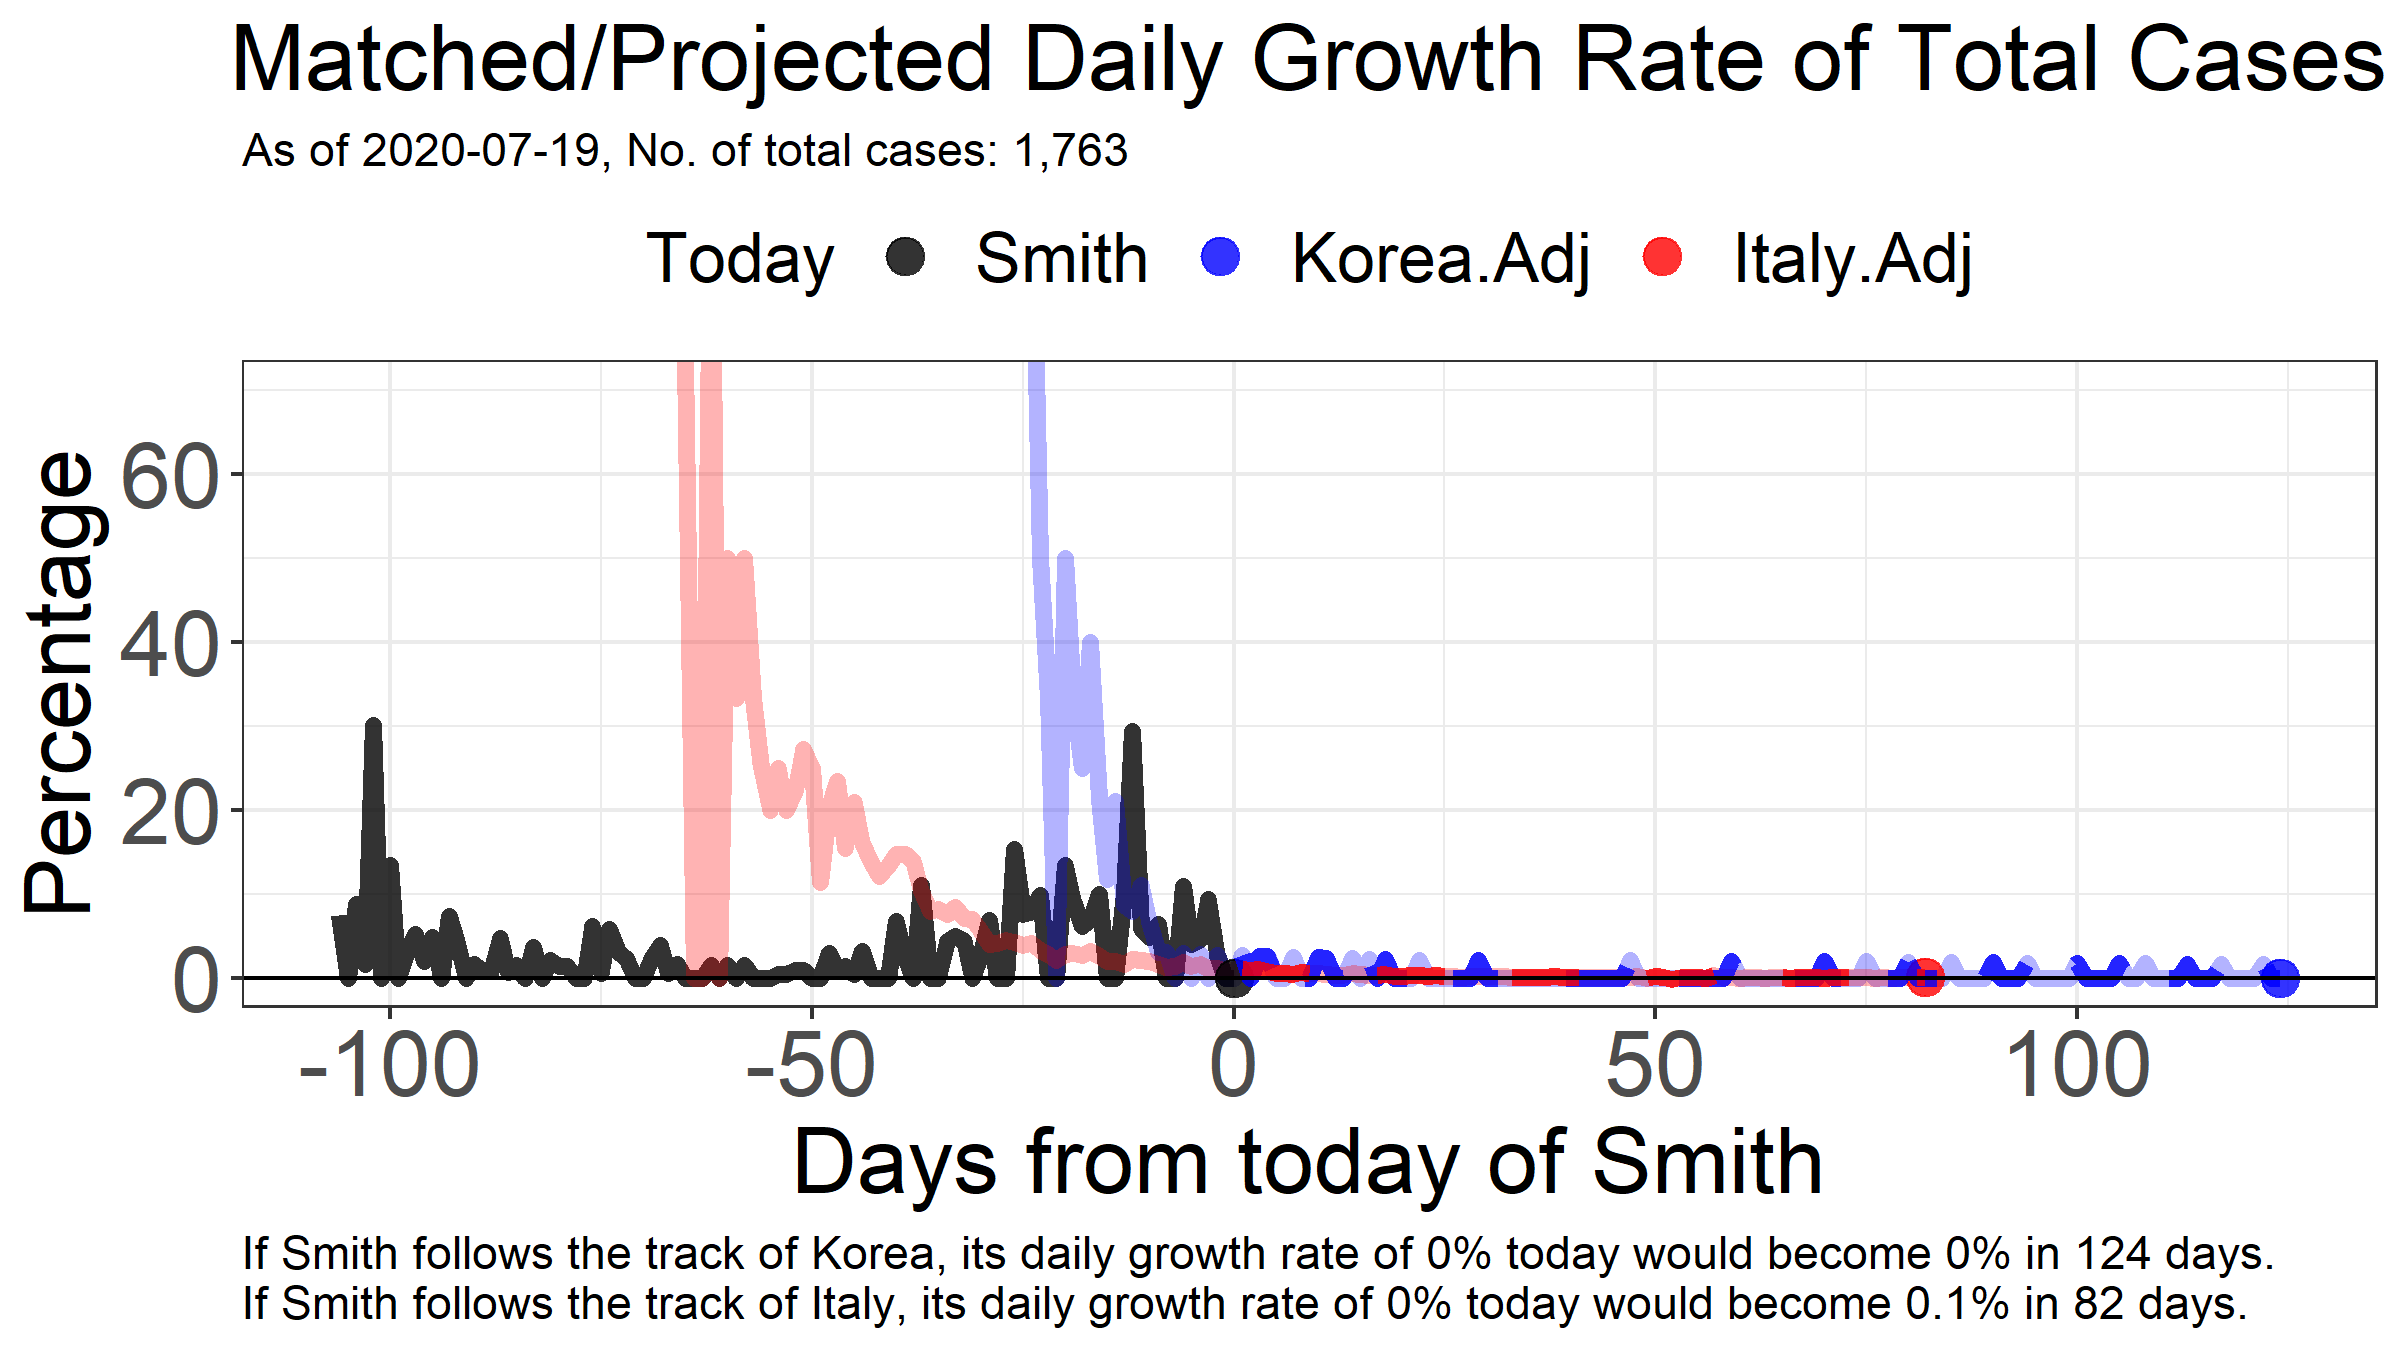 Matched/Projected Daily Growth Rate of Total Cases
As of 2020-07-19, No. of total cases: 1,763
Today Smith Korea.Adj Italy.Adj
Percentage
60
40
20
0
-100 -50 0 50 100
Days from today of Smith
If Smith follows the track of Korea, its daily growth rate of 0% today would become 0% in 124 days.
If Smith follows the track of Italy, its daily growth rate of 0% today would become 0.1% in 82 days.